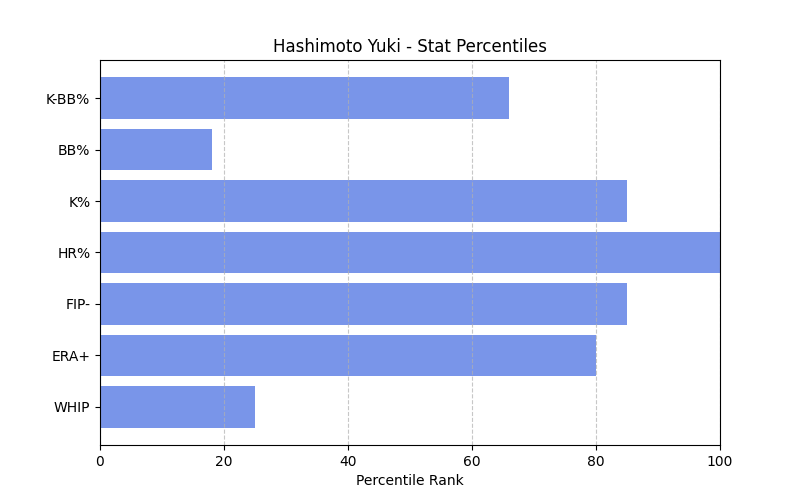 Hashimoto Yuki - Stat Percentiles
K-BB%
BB%
K%
HR%
FIP-
ERA+
WHIP
0 20 40 60 80 100
Percentile Rank